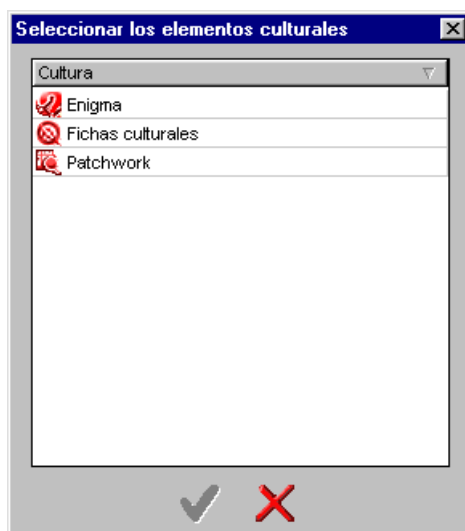 Seleccionar los elementos culturales
Cultura
Enigma
Fichas culturales
Patchwork